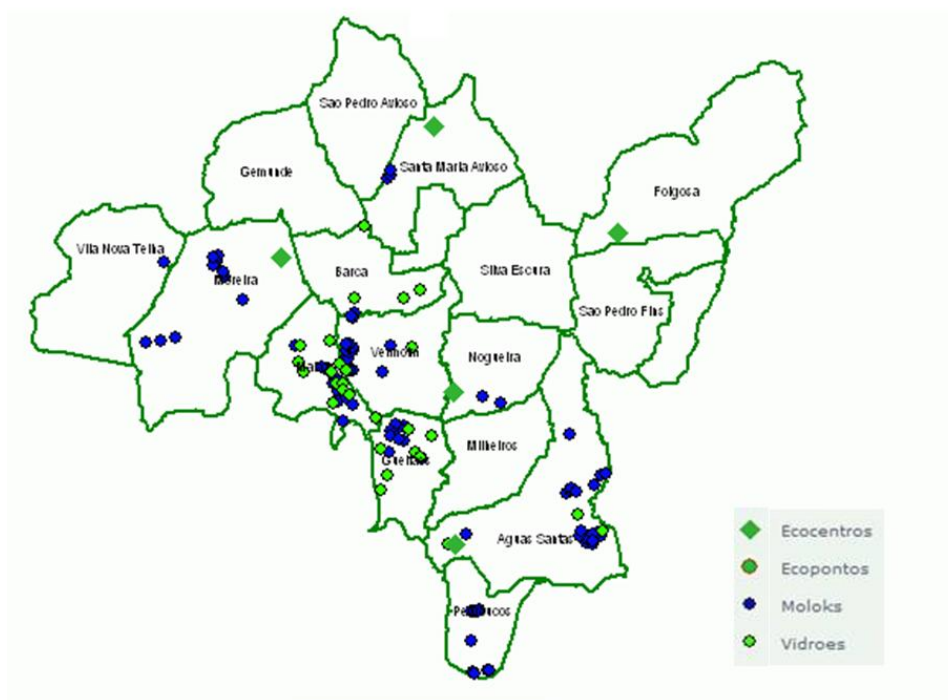 Sao Pedro Avioso
Santa Maria Avioso
Gemunde
Folgosa
Vila Nova Telha
Moreira
Barca
Silva Escura
Sao Pedro Fins
Vermoim
Nogueira
Milheiros
Gueifaes
Aguas Santas
Ecocentros
Ecopontos
Moloks
Vidroes